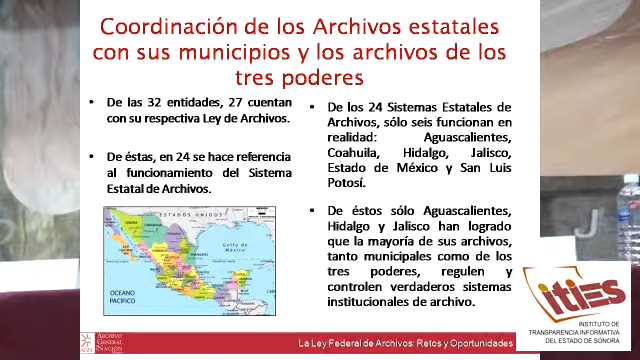 Coordinación de los Archivos estatales
con sus municipios y los archivos de los
tres poderes
• De las 32 entidades, 27 cuentan
con su respectiva Ley de Archivos.
• De éstas, en 24 se hace referencia
al funcionamiento del Sistema
Estatal de Archivos.
• De los 24 Sistemas Estatales de
Archivos, sólo seis funcionan en
realidad: Aguascalientes,
Coahuila, Hidalgo, Jalisco,
Estado de México y San Luis
Potosí.
• De éstos sólo Aguascalientes,
Hidalgo y Jalisco han logrado
que la mayoría de sus archivos,
tanto municipales como de los
tres poderes, regulen y
controlen verdaderos sistemas
institucionales de archivo.
ESTADOS UNIDOS
Golfo de
México
OCEANO
PACIFICO
AGN
ARCHIVO
GENERAL
NACIÓN
La Ley Federal de Archivos: Retos y Oportunidades
ities
INSTITUTO DE
TRANSPARENCIA INFORMATIVA
DEL ESTADO DE SONORA